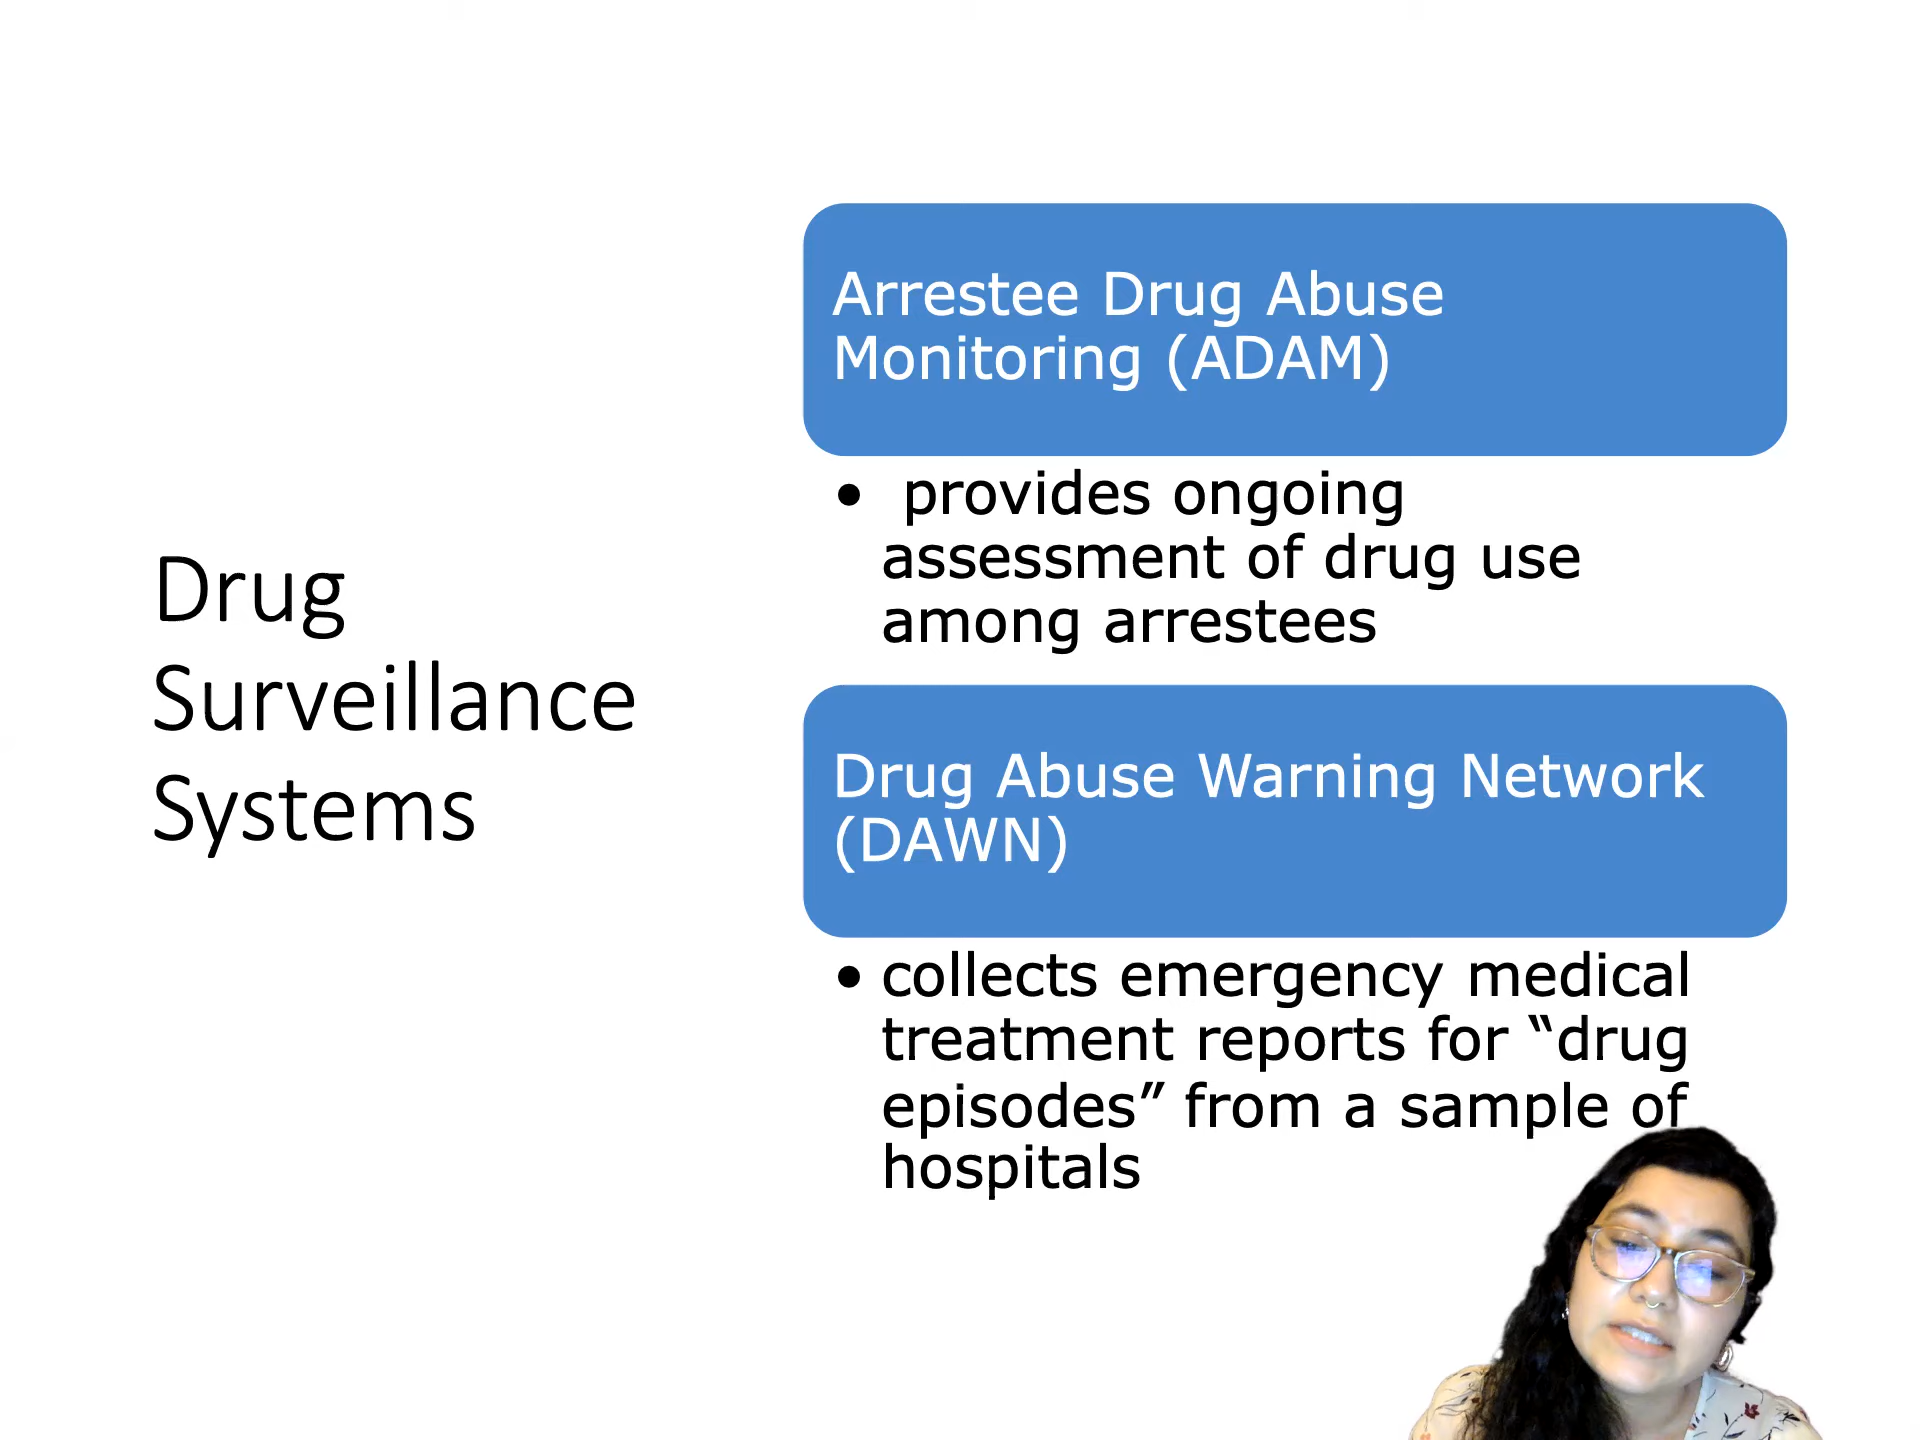 Drug
Surveillance
Systems
Arrestee Drug Abuse
Monitoring (ADAM)
• provides ongoing
assessment of drug use
among arrestees
Drug Abuse Warning Network
(DAWN)
• collects emergency medical
treatment reports for “drug
episodes” from a sample of
hospitals